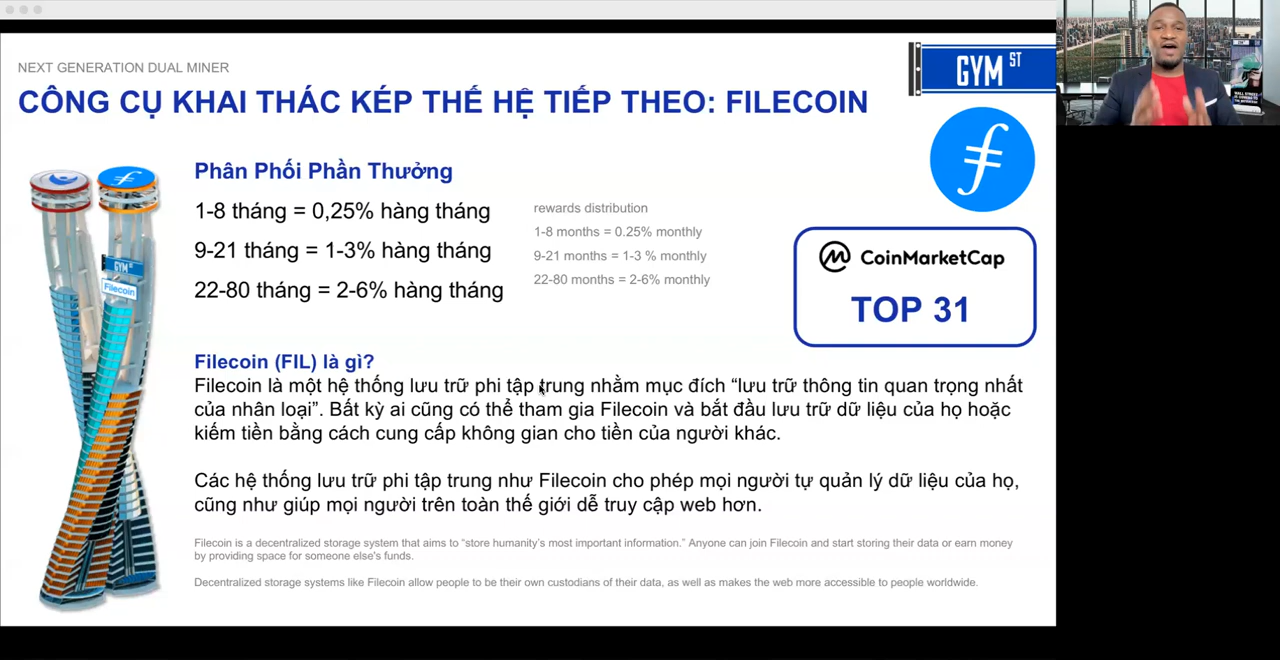 NEXT GENERATION DUAL MINER
CÔNG CỤ KHAI THÁC KÉP THẾ HỆ TIẾP THEO: FILECOIN
GYM ST
Phân Phối Phần Thưởng
1-8 tháng = 0,25% hàng tháng
9-21 tháng = 1-3% hàng tháng
22-80 tháng = 2-6% hàng tháng
rewards distribution
1-8 months = 0.25% monthly
9-21 months = 1-3 % monthly
22-80 months = 2-6% monthly
CoinMarketCap
TOP 31
GYM ST
Filecoin
Filecoin (FIL) là gì?
Filecoin là một hệ thống lưu trữ phi tập trung nhằm mục đích “lưu trữ thông tin quan trọng nhất
của nhân loại”. Bất kỳ ai cũng có thể tham gia Filecoin và bắt đầu lưu trữ dữ liệu của họ hoặc
kiếm tiền bằng cách cung cấp không gian cho tiền của người khác.
Các hệ thống lưu trữ phi tập trung như Filecoin cho phép mọi người tự quản lý dữ liệu của họ,
cũng như giúp mọi người trên toàn thế giới dễ truy cập web hơn.
Filecoin is a decentralized storage system that aims to “store humanity’s most important information.” Anyone can join Filecoin and start storing their data or earn money
by providing space for someone else's funds.
Decentralized storage systems like Filecoin allow people to be their own custodians of their data, as well as makes the web more accessible to people worldwide.